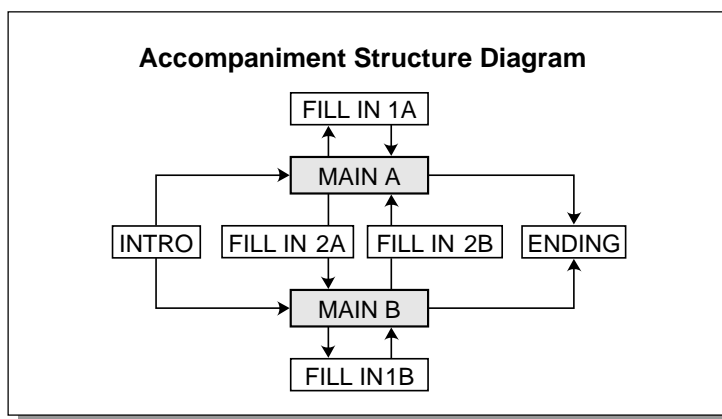 Accompaniment Structure Diagram
FILL IN 1A
MAIN A
INTRO
FILL IN 2A
FILL IN 2B
ENDING
MAIN B
FILL IN1B